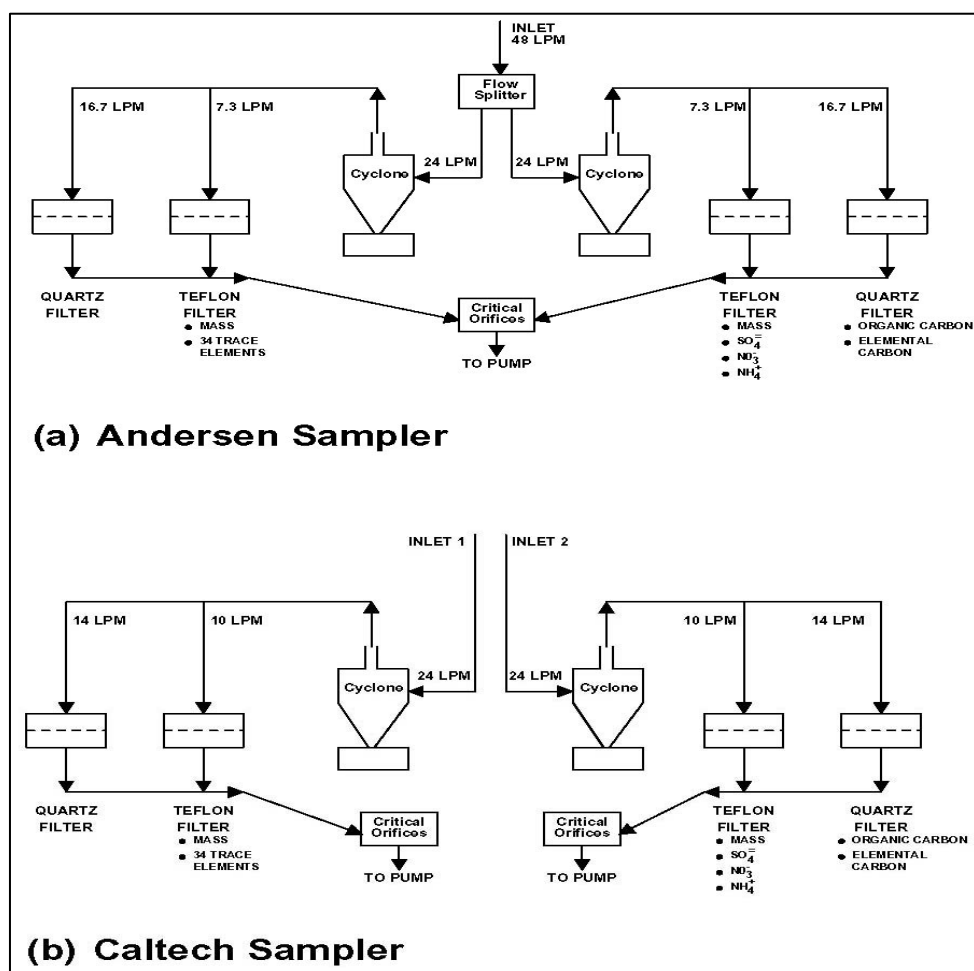 INLET
48 LPM
Flow
Splitter
16.7 LPM
7.3 LPM
24 LPM
24 LPM
7.3 LPM
16.7 LPM
Cyclone
Cyclone
QUARTZ
FILTER
TEFLON
FILTER
● MASS
● 34 TRACE
ELEMENTS
Critical
Orifices
TO PUMP
TEFLON
FILTER
● MASS
● SO₄⁼
● NO₃⁻
● NH₄⁺
QUARTZ
FILTER
● ORGANIC CARBON
● ELEMENTAL
CARBON
(a) Andersen Sampler
INLET 1
INLET 2
14 LPM
10 LPM
24 LPM
24 LPM
10 LPM
14 LPM
Cyclone
Cyclone
QUARTZ
FILTER
TEFLON
FILTER
● MASS
● 34 TRACE
ELEMENTS
Critical
Orifices
TO PUMP
Critical
Orifices
TO PUMP
TEFLON
FILTER
● MASS
● SO₄⁼
● NO₃⁻
● NH₄⁺
QUARTZ
FILTER
● ORGANIC CARBON
● ELEMENTAL
CARBON
(b) Caltech Sampler